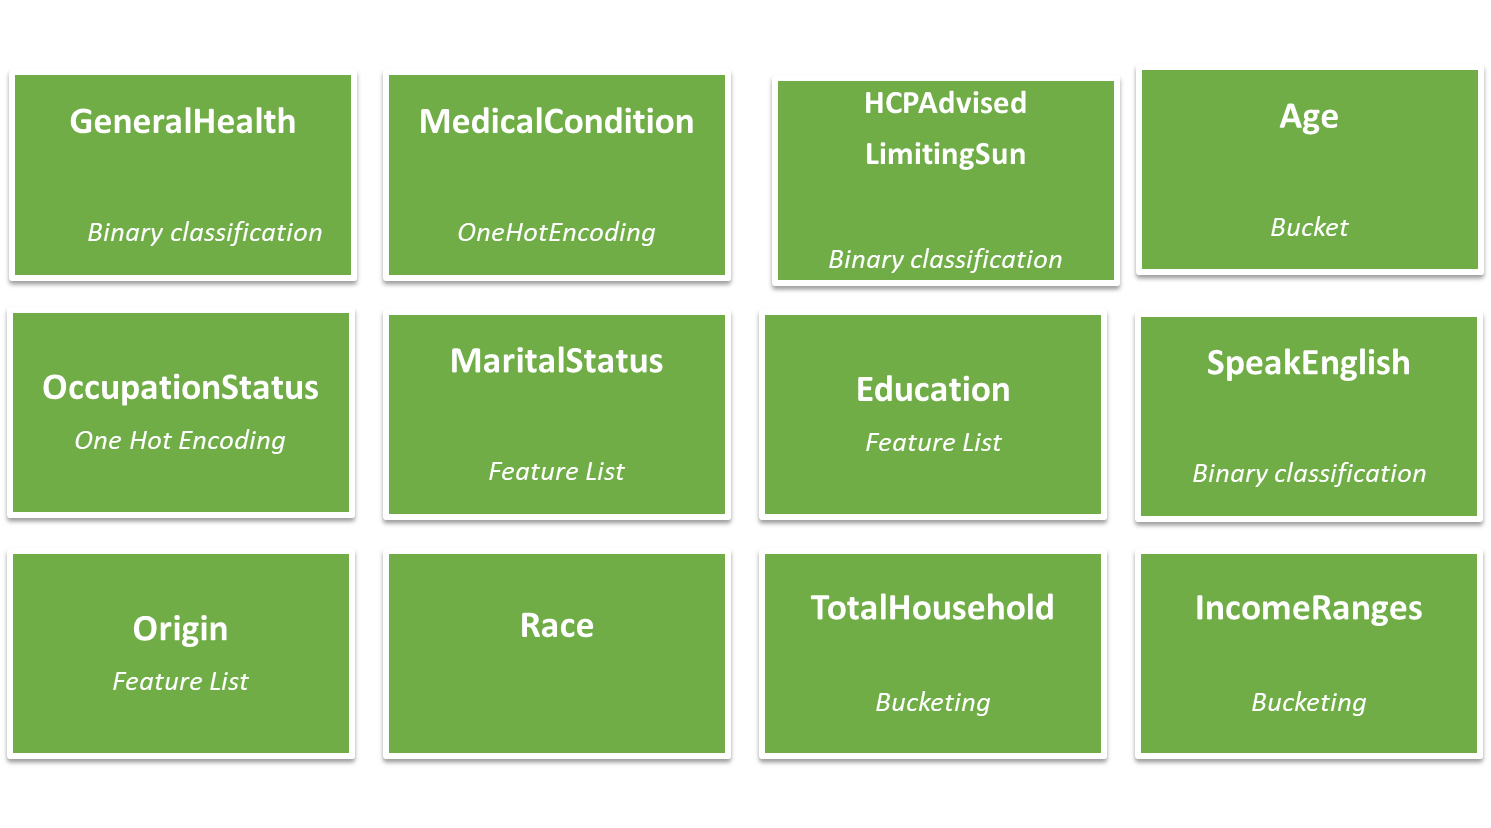 GeneralHealth
Binary classification
MedicalCondition
OneHotEncoding
HCPAdvised
LimitingSun
Binary classification
Age
Bucket
OccupationStatus
One Hot Encoding
MaritalStatus
Feature List
Education
Feature List
SpeakEnglish
Binary classification
Origin
Feature List
Race
TotalHousehold
Bucketing
IncomeRanges
Bucketing